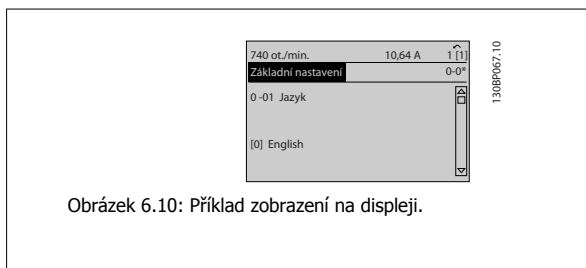 740 ot./min. 10,64 A 1 [1]
Základní nastavení 0-0*
0 -01 Jazyk
[0] English
130BP067.10
Obrázek 6.10: Příklad zobrazení na displeji.